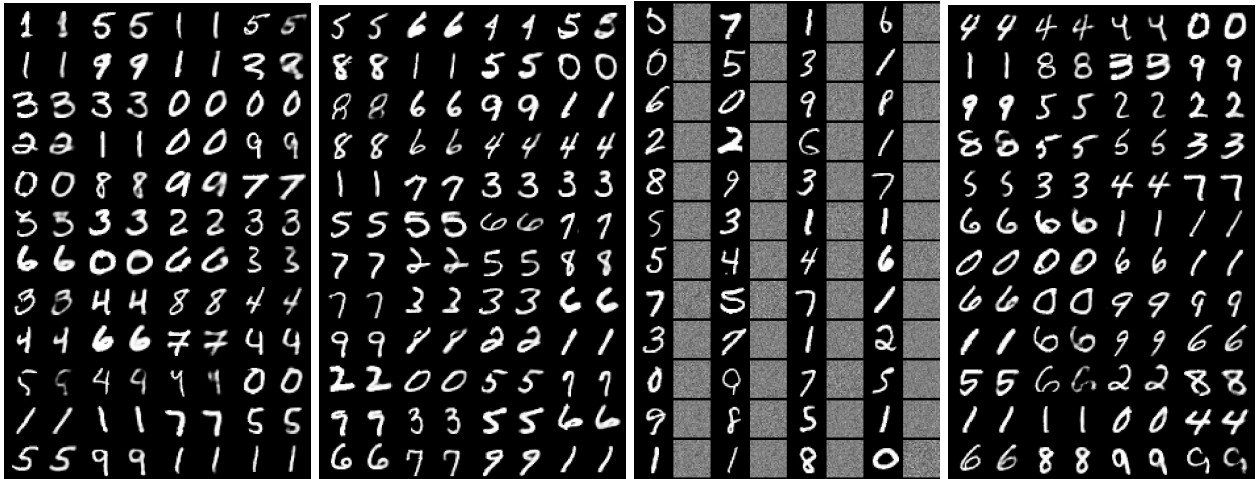 1 1 5 5 1 1 5 5
1 1 9 9 1 1 2 2
3 3 3 3 0 0 0 0
2 2 1 1 0 0 9 9
0 0 8 8 9 9 7 7
3 3 3 3 2 2 3 3
6 6 0 0 6 6 3 3
3 8 4 4 8 8 4 4
4 4 6 6 7 7 4 4
5 9 4 9 4 4 0 0
1 1 1 1 7 7 5 5
5 5 9 9 1 1 1 1
5 5 6 6 4 4 5 5
8 8 1 1 5 5 0 0
8 8 6 6 9 9 1 1
8 8 6 6 4 4 4 4
1 1 7 7 3 3 3 3
5 5 5 5 6 6 7 7
7 7 2 2 5 5 8 8
7 7 3 3 3 3 6 6
9 9 8 8 2 2 1 1
2 2 0 0 5 5 7 7
9 9 3 3 5 5 6 6
6 6 7 7 9 9 1 1
7 1 6
0 5 3 1
6 0 9 8
2 2 6 1
8 9 3 7
5 3 1 1
5 4 4 6
7 5 7 1
3 7 1 2
0 9 7 5
9 8 5 1
1 1 8 0
4 4 4 4 4 4 0 0
1 1 8 8 3 3 9 9
9 9 5 5 2 2 2 2
8 8 5 5 5 5 3 3
5 5 3 3 4 4 7 7
6 6 6 6 1 1 1 1
0 0 0 0 6 6 1 1
6 6 0 0 9 9 9 9
1 1 6 6 9 9 6 6
5 5 6 6 2 2 8 8
1 1 1 1 0 0 4 4
6 6 8 8 9 9 9 9